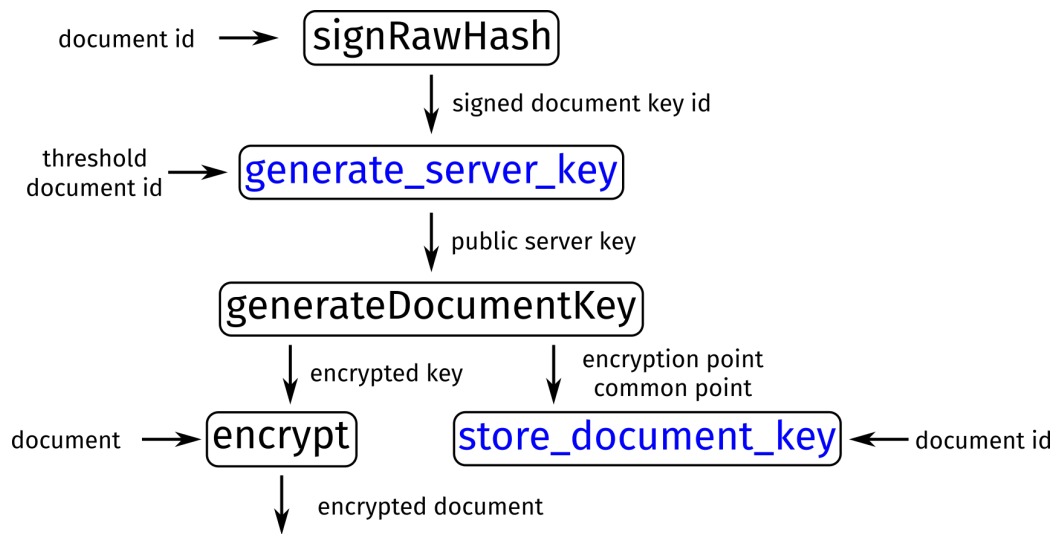 document id
signRawHash
signed document key id
threshold
document id
generate_server_key
public server key
generateDocumentKey
encrypted key
encryption point
common point
document
encrypt
store_document_key
document id
encrypted document